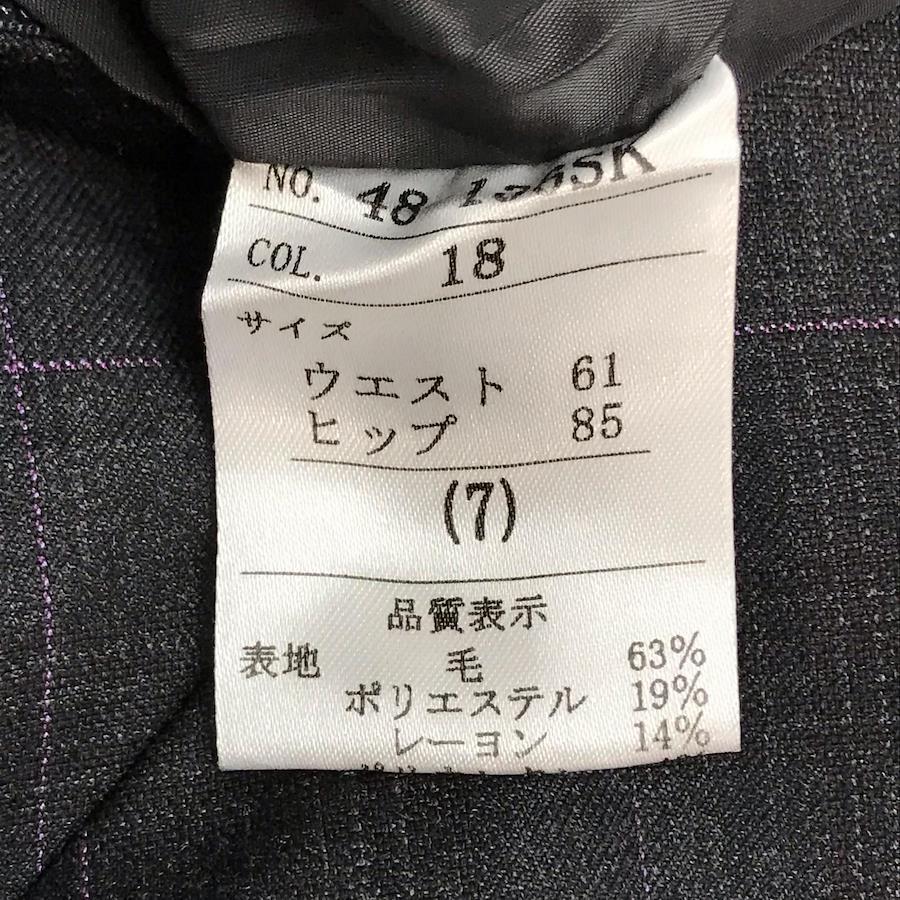 NO. 48
COL. 18
サイズ
ウエスト 61
ヒップ 85
(7)
品質表示
表地 毛 63%
ポリエステル 19%
レーヨン 14%